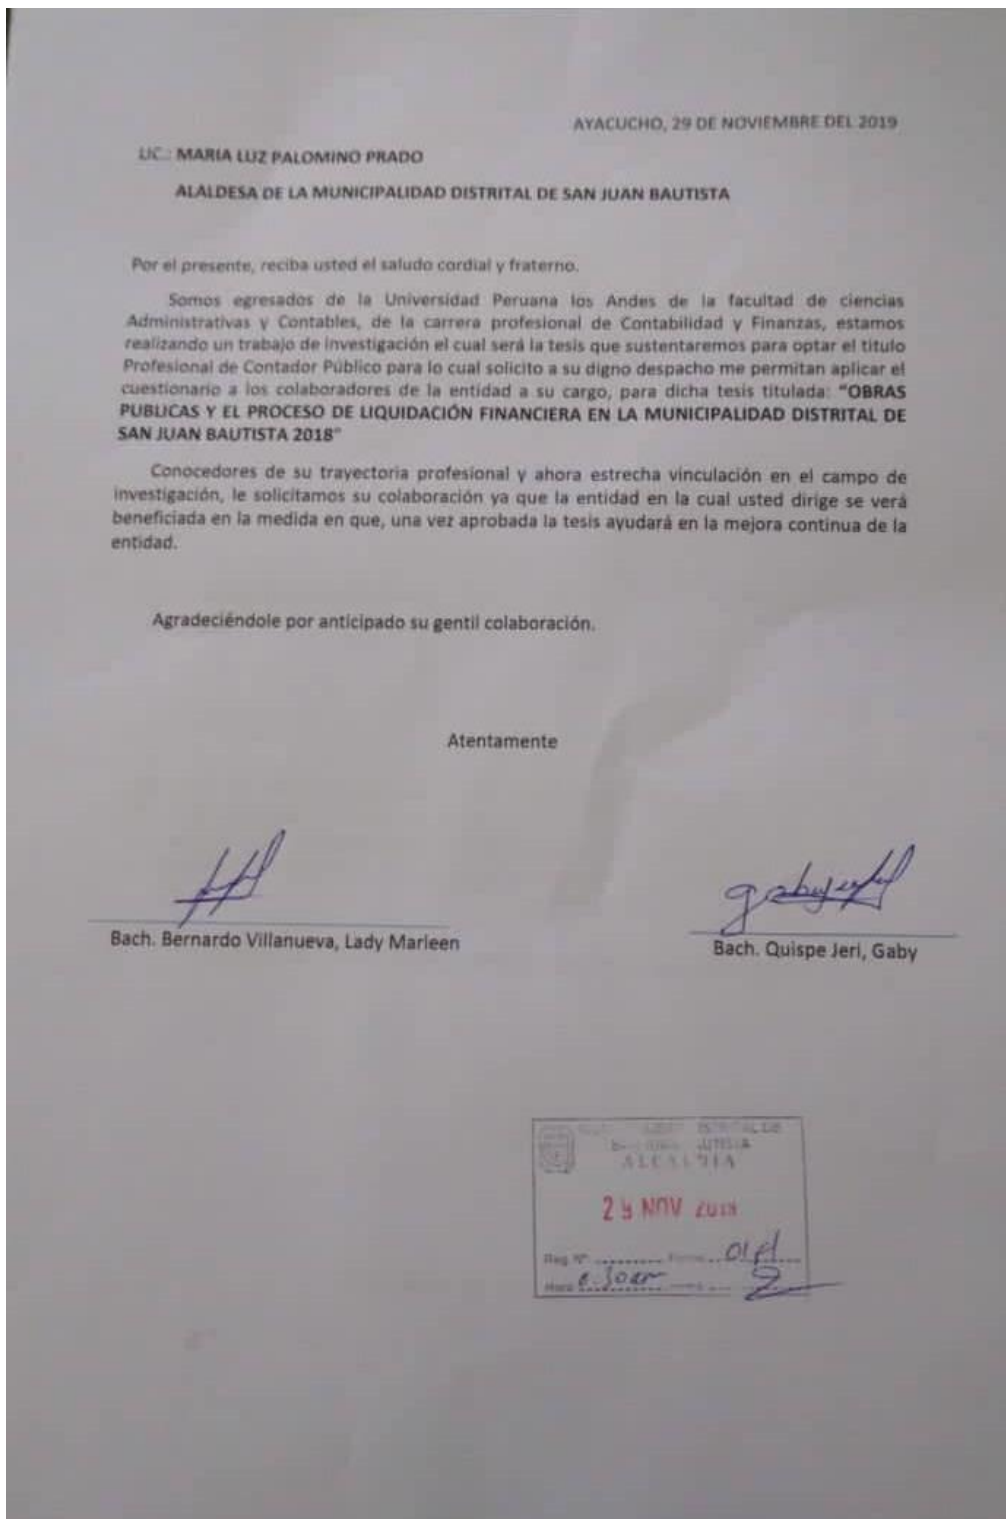 AYACUCHO, 29 DE NOVIEMBRE DEL 2019
LIC.: MARIA LUZ PALOMINO PRADO
ALALDESA DE LA MUNICIPALIDAD DISTRITAL DE SAN JUAN BAUTISTA
Por el presente, reciba usted el saludo cordial y fraterno.
Somos egresados de la Universidad Peruana los Andes de la facultad de ciencias
Administrativas y Contables, de la carrera profesional de Contabilidad y Finanzas, estamos
realizando un trabajo de investigación el cual será la tesis que sustentaremos para optar el titulo
Profesional de Contador Público para lo cual solicito a su digno despacho me permitan aplicar el
cuestionario a los colaboradores de la entidad a su cargo, para dicha tesis titulada: "OBRAS
PUBLICAS Y EL PROCESO DE LIQUIDACIÓN FINANCIERA EN LA MUNICIPALIDAD DISTRITAL DE
SAN JUAN BAUTISTA 2018"
Conocedores de su trayectoria profesional y ahora estrecha vinculación en el campo de
investigación, le solicitamos su colaboración ya que la entidad en la cual usted dirige se verá
beneficiada en la medida en que, una vez aprobada la tesis ayudará en la mejora continua de la
entidad.
Agradeciéndole por anticipado su gentil colaboración.
Atentamente
Bach. Bernardo Villanueva, Lady Marleen
Bach. Quispe Jeri, Gaby
ALCALDIA
29 NOV 2019
Reg. Nº
Hora